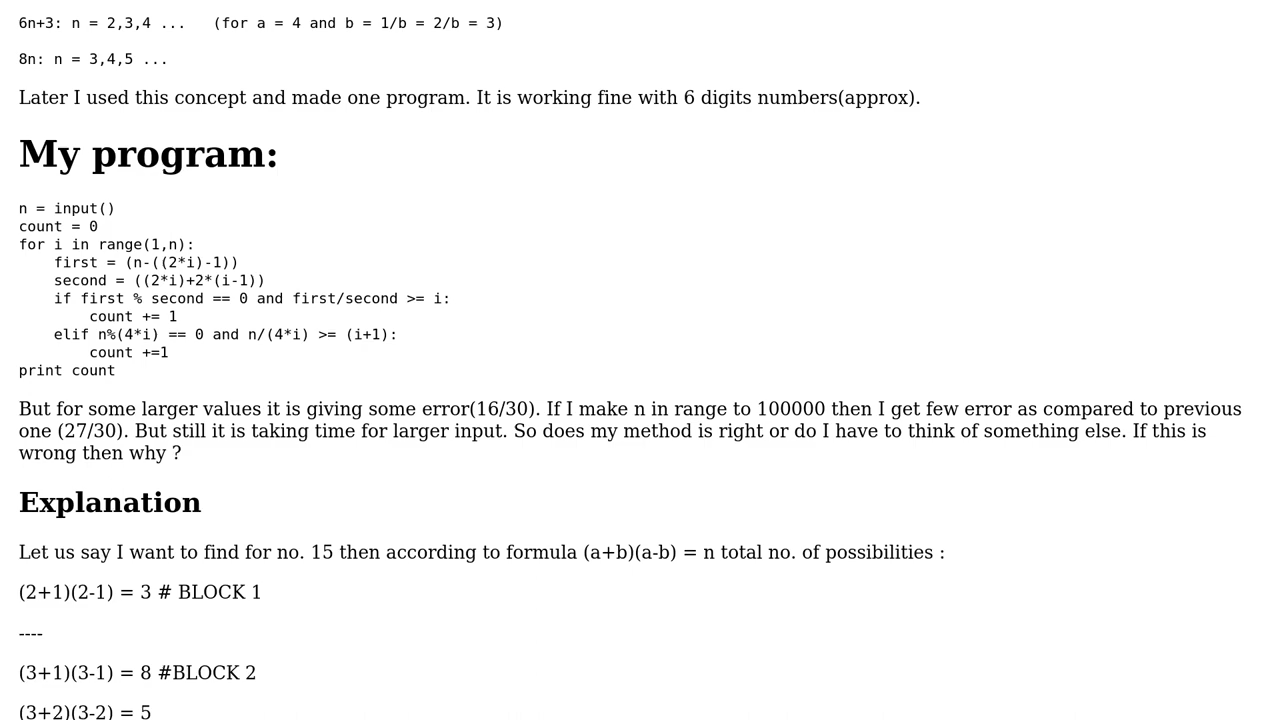 6n+3: n = 2,3,4 ...   (for a = 4 and b = 1/b = 2/b = 3)
8n: n = 3,4,5 ...
Later I used this concept and made one program. It is working fine with 6 digits numbers(approx).
My program:
n = input()
count = 0
for i in range(1,n):
    first = (n-((2*i)-1))
    second = ((2*i)+2*(i-1))
    if first % second == 0 and first/second >= i:
        count += 1
    elif n%(4*i) == 0 and n/(4*i) >= (i+1):
        count +=1
print count
But for some larger values it is giving some error(16/30). If I make n in range to 100000 then I get few error as compared to previous
one (27/30). But still it is taking time for larger input. So does my method is right or do I have to think of something else. If this is
wrong then why ?
Explanation
Let us say I want to find for no. 15 then according to formula (a+b)(a-b) = n total no. of possibilities :
(2+1)(2-1) = 3 # BLOCK 1
----
(3+1)(3-1) = 8 #BLOCK 2
(3+2)(3-2) = 5